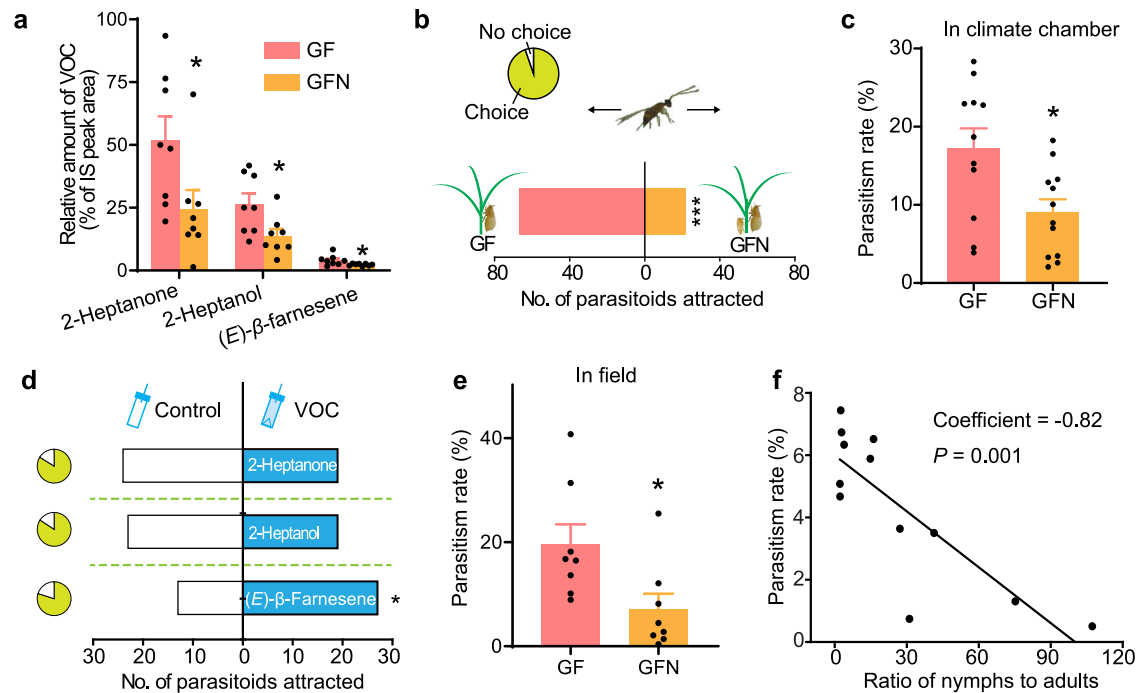 a
Relative amount of VOC
(% of IS peak area)
100
75
50
25
0
GF
GFN
*
*
*
2-Heptanone
2-Heptanol
(E)-β-farnesene
b
No choice
Choice
GF
GFN
***
80
40
0
40
80
No. of parasitoids attracted
c
In climate chamber
Parasitism rate (%)
30
20
10
0
*
GF
GFN
d
Control
VOC
2-Heptanone
2-Heptanol
(E)-β-Farnesene
*
30
20
10
0
10
20
30
No. of parasitoids attracted
e
In field
Parasitism rate (%)
40
20
0
*
GF
GFN
f
Parasitism rate (%)
8
6
4
2
0
Coefficient = -0.82
P = 0.001
0
30
60
90
120
Ratio of nymphs to adults